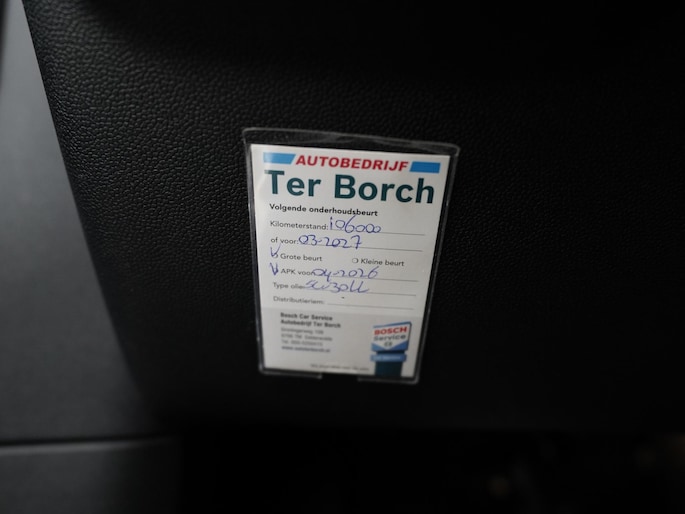 AUTOBEDRIJF
Ter Borch
Volgende onderhoudsbeurt
Kilometerstand: 106000
of voor: 03-2027
Grote beurt Kleine beurt
APK voor 04-2026
Type olie:
Distributieriem:
Bosch Car Service
Autobedrijf Ter Borch
BOSCH
Service